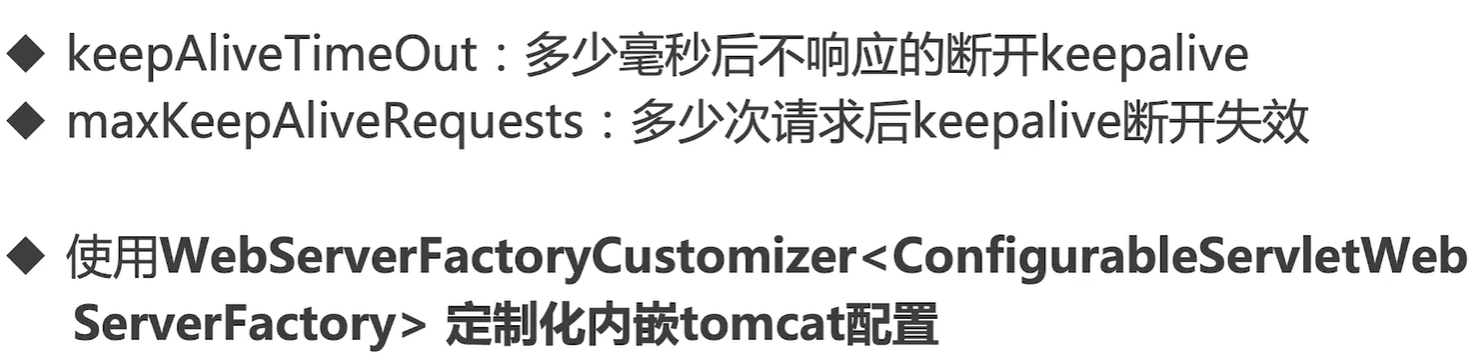 ◆ keepAliveTimeOut：多少毫秒后不响应的断开keepalive
◆ maxKeepAliveRequests：多少次请求后keepalive断开失效
◆ 使用WebServerFactoryCustomizer<ConfigurableServletWeb
ServerFactory> 定制化内嵌tomcat配置